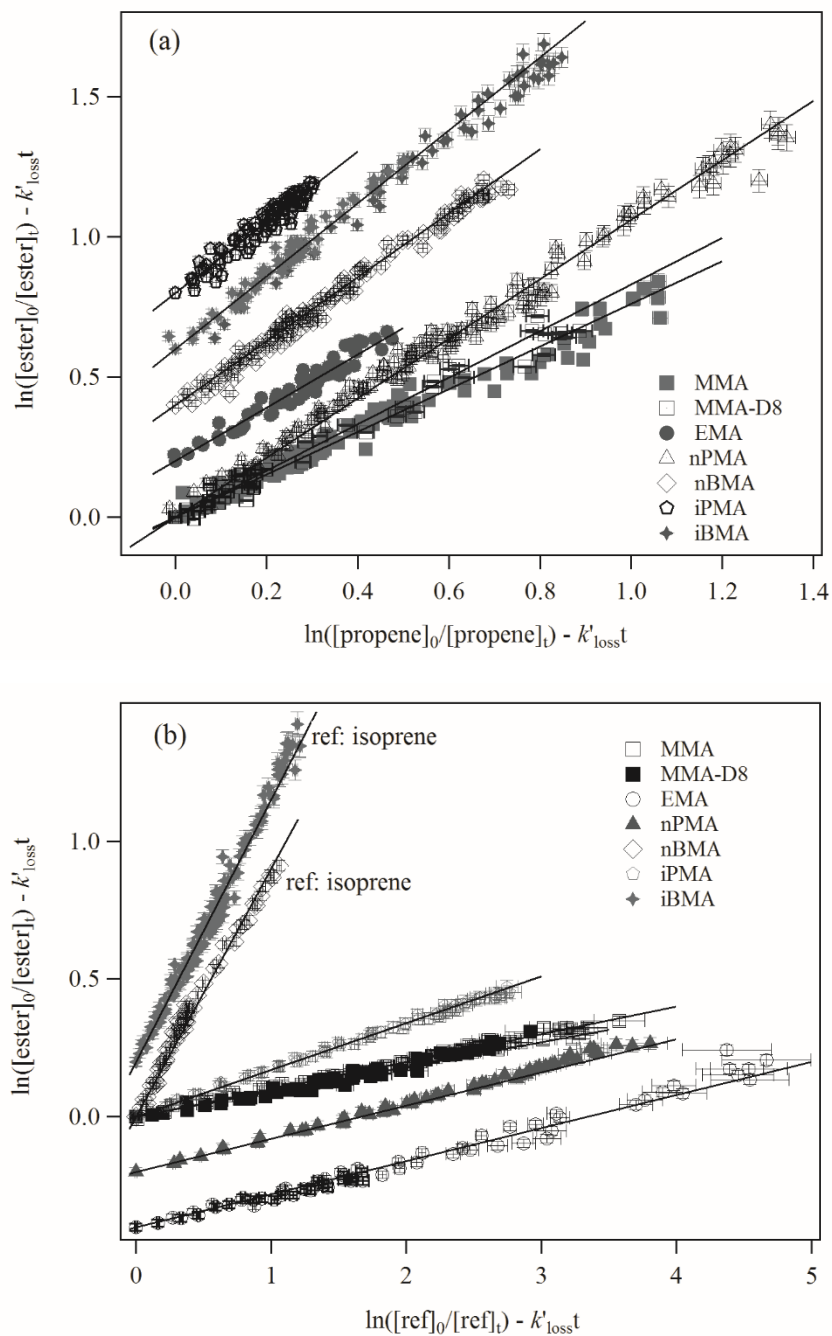 (a)
1.5
1.0
0.5
0.0
ln([ester]₀/[ester]ₜ) - k'losst
MMA
MMA-D8
EMA
nPMA
nBMA
iPMA
iBMA
0.0 0.2 0.4 0.6 0.8 1.0 1.2 1.4
ln([propene]₀/[propene]ₜ) - k'losst
(b)
ref: isoprene
ref: isoprene
1.0
0.5
0.0
ln([ester]₀/[ester]ₜ) - k'losst
MMA
MMA-D8
EMA
nPMA
nBMA
iPMA
iBMA
0 1 2 3 4 5
ln([ref]₀/[ref]ₜ) - k'losst